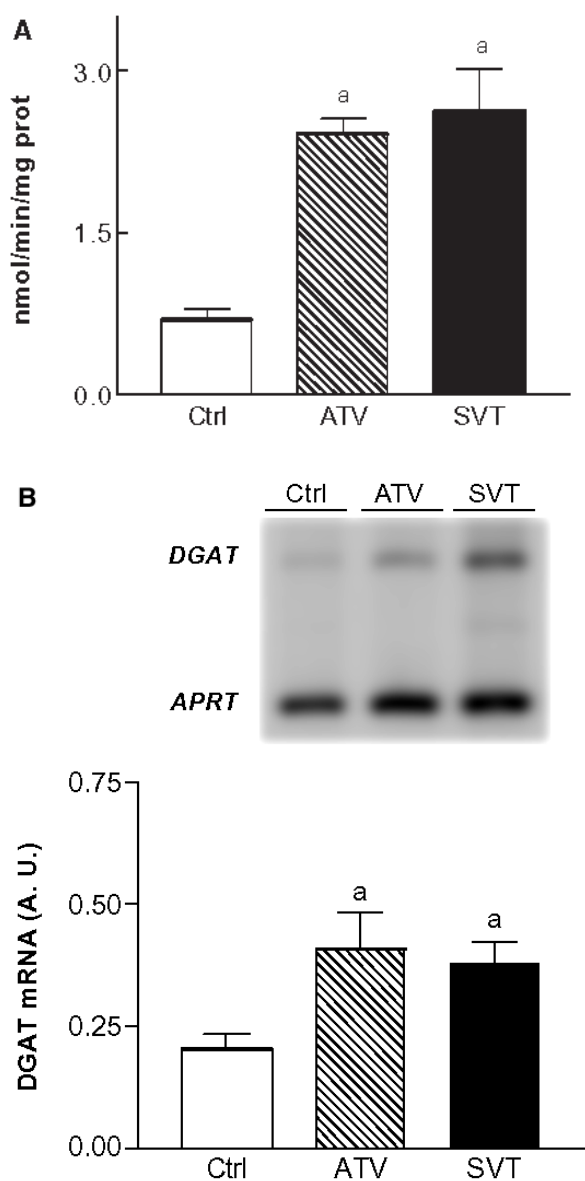 A
nmol/min/mg prot
3.0
1.5
0.0
a
a
Ctrl ATV SVT
B
Ctrl ATV SVT
DGAT
APRT
DGAT mRNA (A. U.)
0.75
0.50
0.25
0.00
a
a
Ctrl ATV SVT